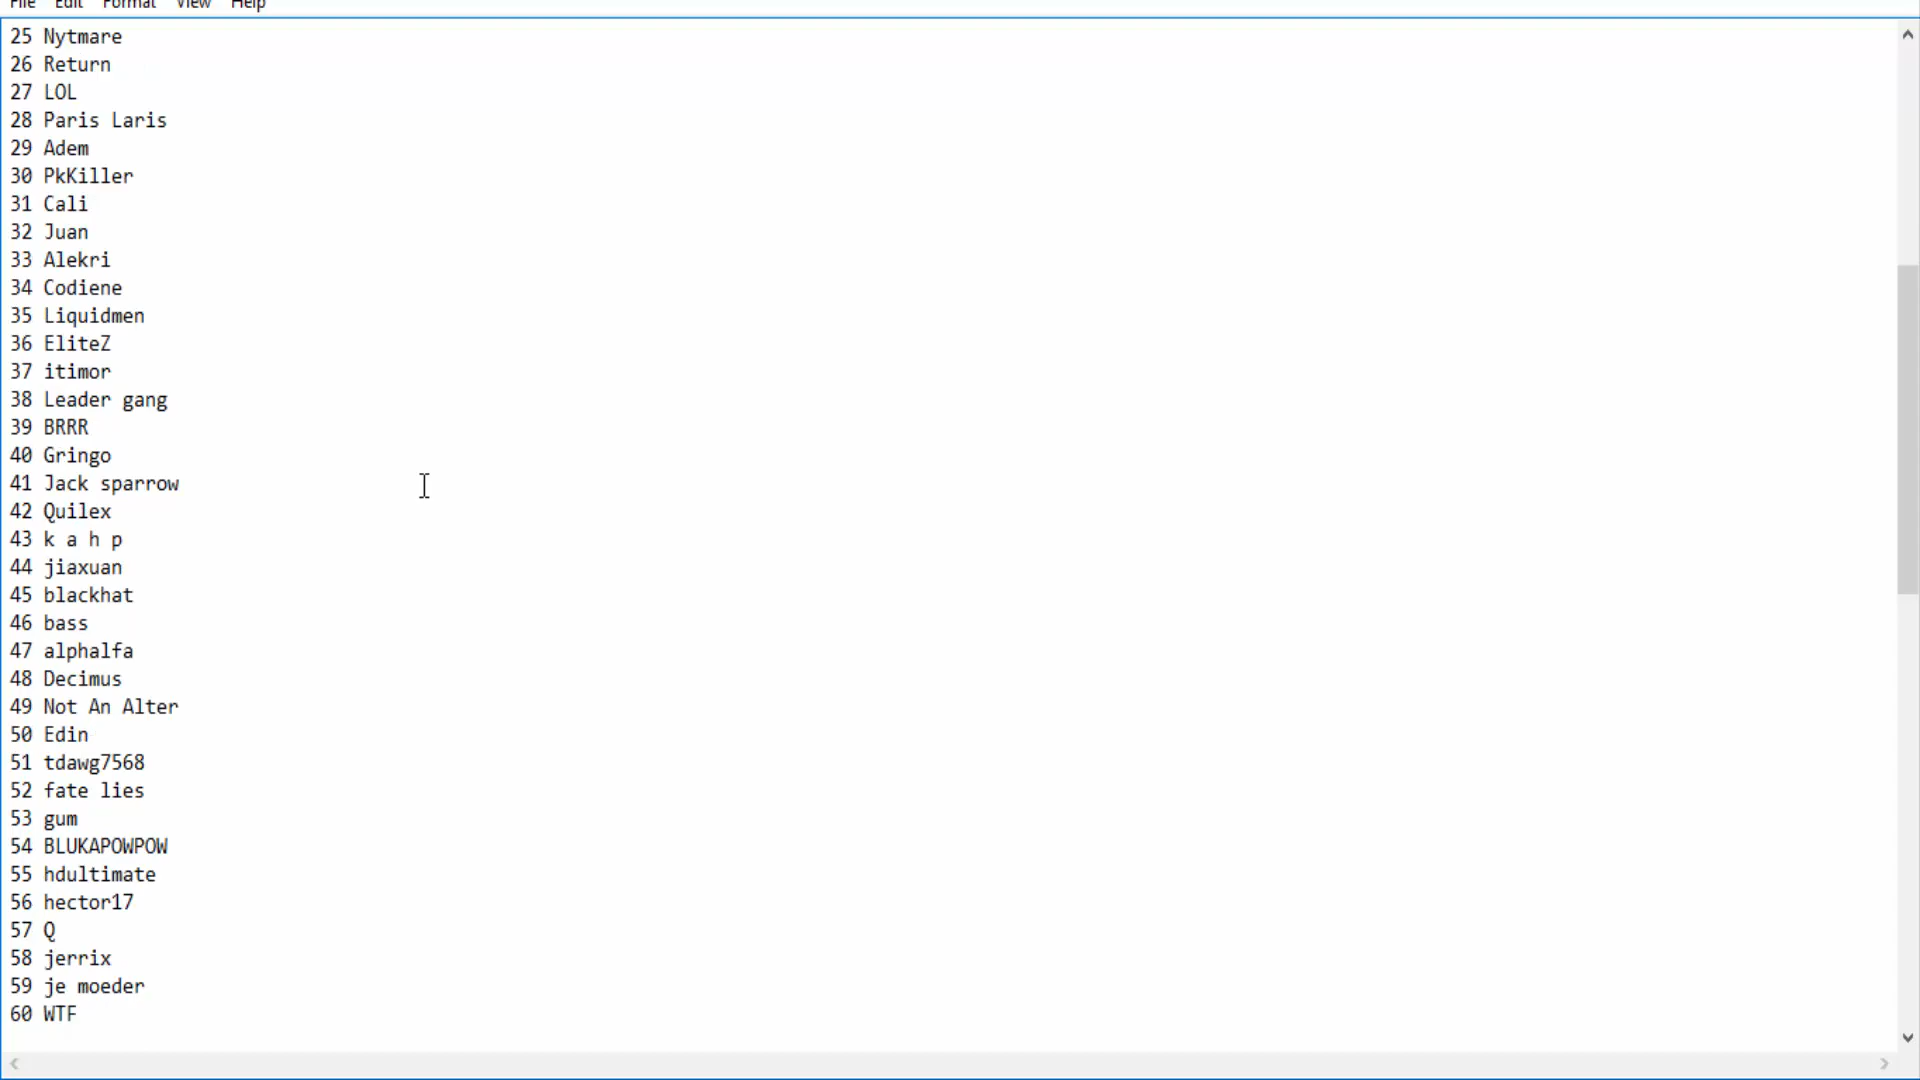 File Edit Format View Help
25 Nytmare
26 Return
27 LOL
28 Paris Laris
29 Adem
30 PkKiller
31 Cali
32 Juan
33 Alekri
34 Codiene
35 Liquidmen
36 EliteZ
37 itimor
38 Leader gang
39 BRRR
40 Gringo
41 Jack sparrow
42 Quilex
43 k a h p
44 jiaxuan
45 blackhat
46 bass
47 alphalfa
48 Decimus
49 Not An Alter
50 Edin
51 tdawg7568
52 fate lies
53 gum
54 BLUKAPOWPOW
55 hdultimate
56 hector17
57 Q
58 jerrix
59 je moeder
60 WTF